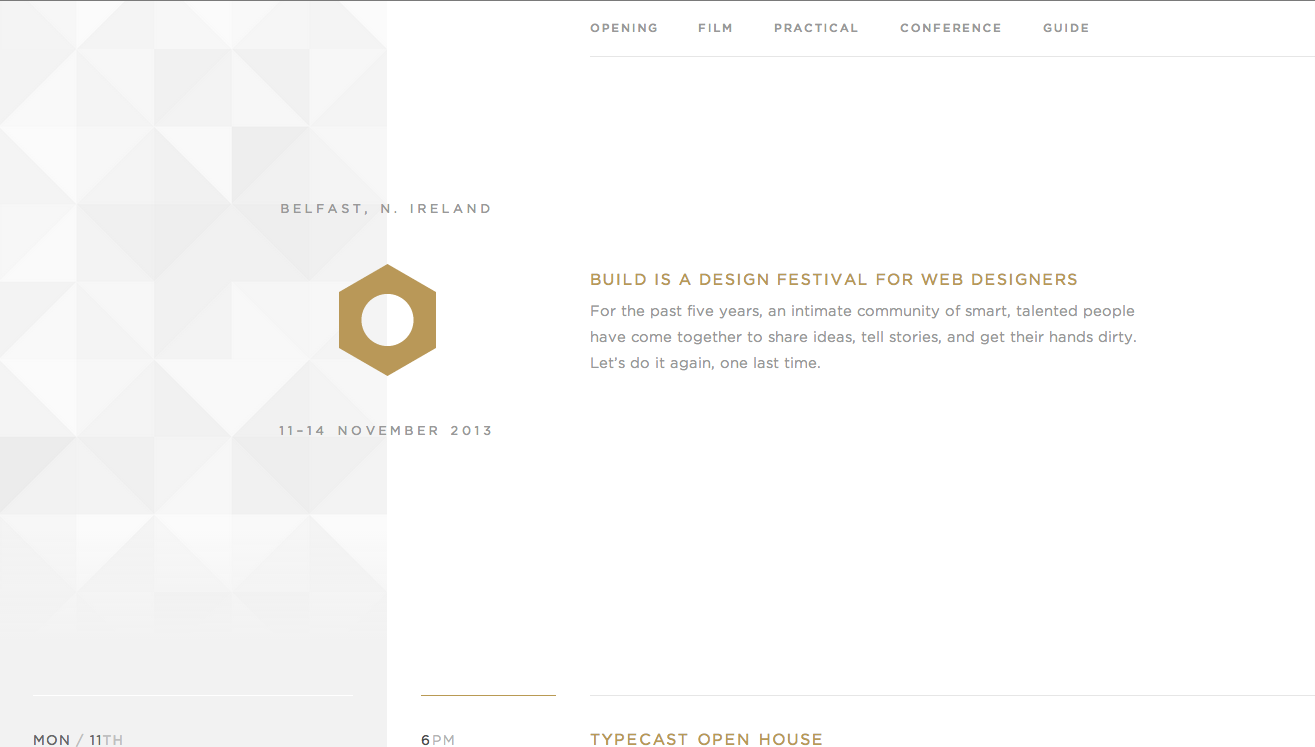 OPENING FILM PRACTICAL CONFERENCE GUIDE
BELFAST, N. IRELAND
11–14 NOVEMBER 2013
BUILD IS A DESIGN FESTIVAL FOR WEB DESIGNERS
For the past five years, an intimate community of smart, talented people
have come together to share ideas, tell stories, and get their hands dirty.
Let’s do it again, one last time.
MON / 11TH
6PM
TYPECAST OPEN HOUSE